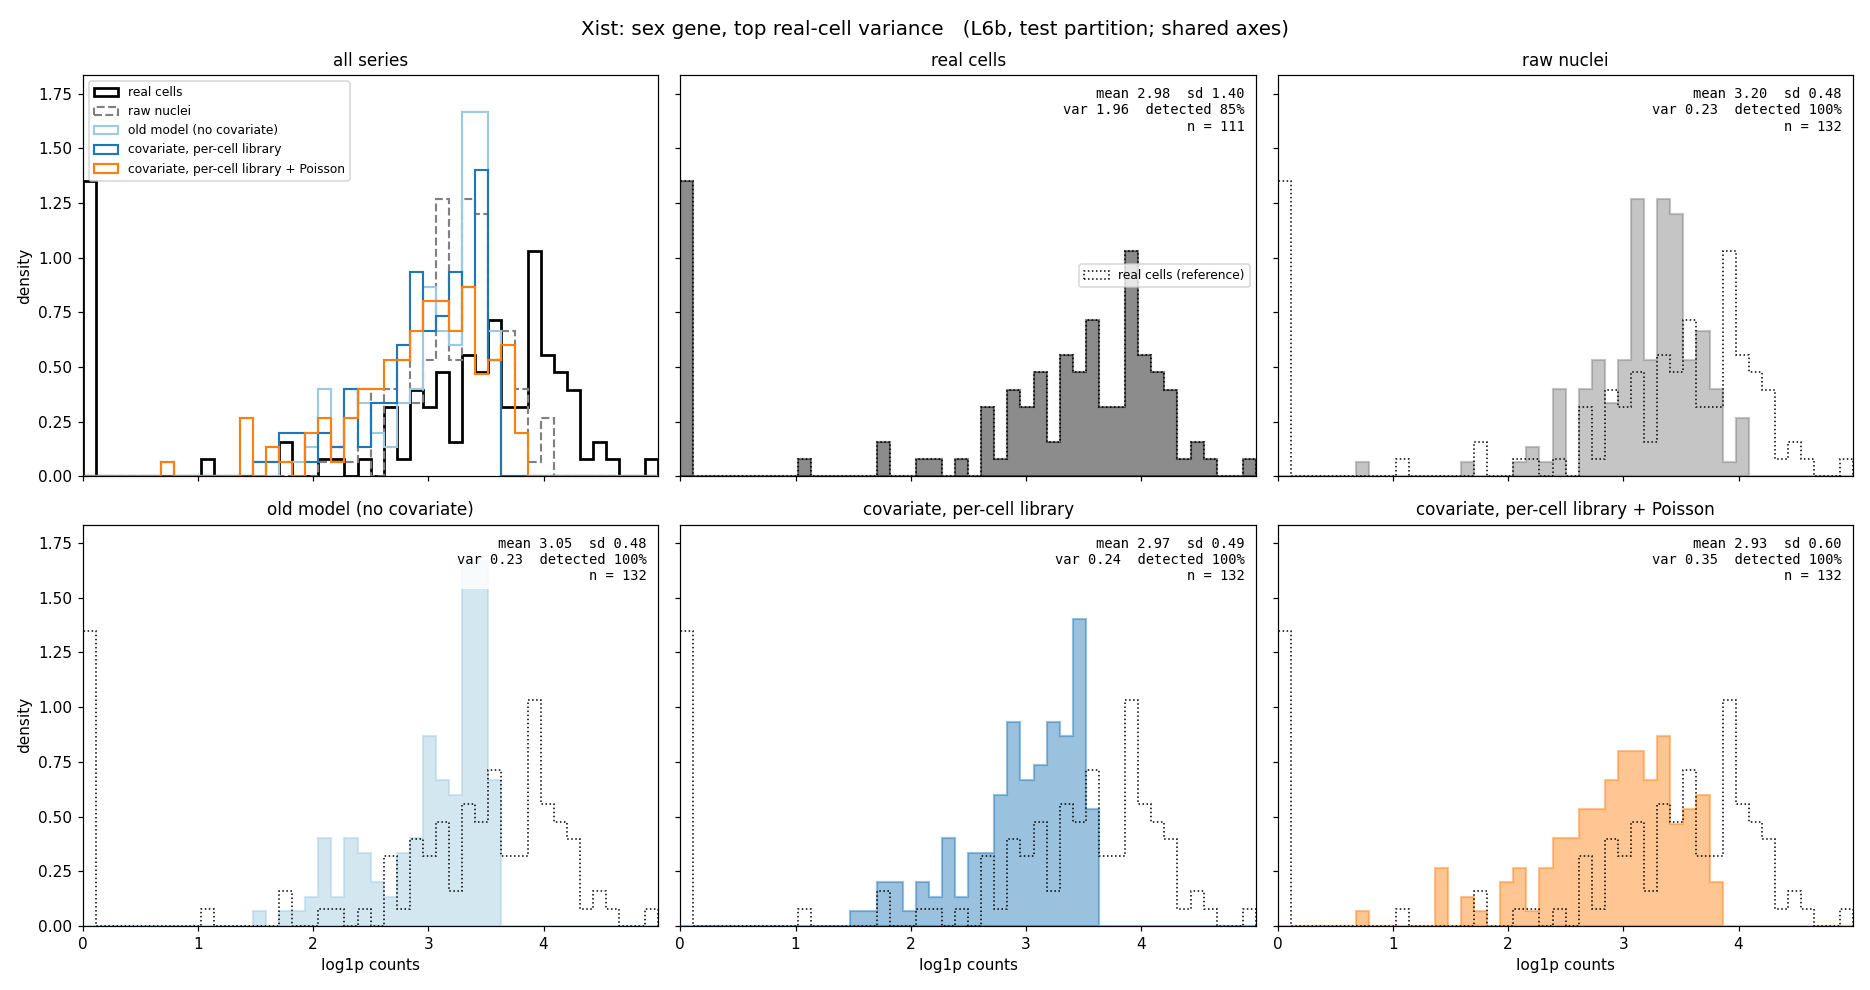 Xist: sex gene, top real-cell variance   (L6b, test partition; shared axes)
all series
real cells
raw nuclei
real cells
raw nuclei
old model (no covariate)
covariate, per-cell library
covariate, per-cell library + Poisson
mean 2.98  sd 1.40
var 1.96  detected 85%
n = 111
real cells (reference)
mean 3.20  sd 0.48
var 0.23  detected 100%
n = 132
density
1.75
1.50
1.25
1.00
0.75
0.50
0.25
0.00
old model (no covariate)
covariate, per-cell library
covariate, per-cell library + Poisson
mean 3.05  sd 0.48
var 0.23  detected 100%
n = 132
mean 2.97  sd 0.49
var 0.24  detected 100%
n = 132
mean 2.93  sd 0.60
var 0.35  detected 100%
n = 132
density
1.75
1.50
1.25
1.00
0.75
0.50
0.25
0.00
0 1 2 3 4
0 1 2 3 4
0 1 2 3 4
log1p counts
log1p counts
log1p counts